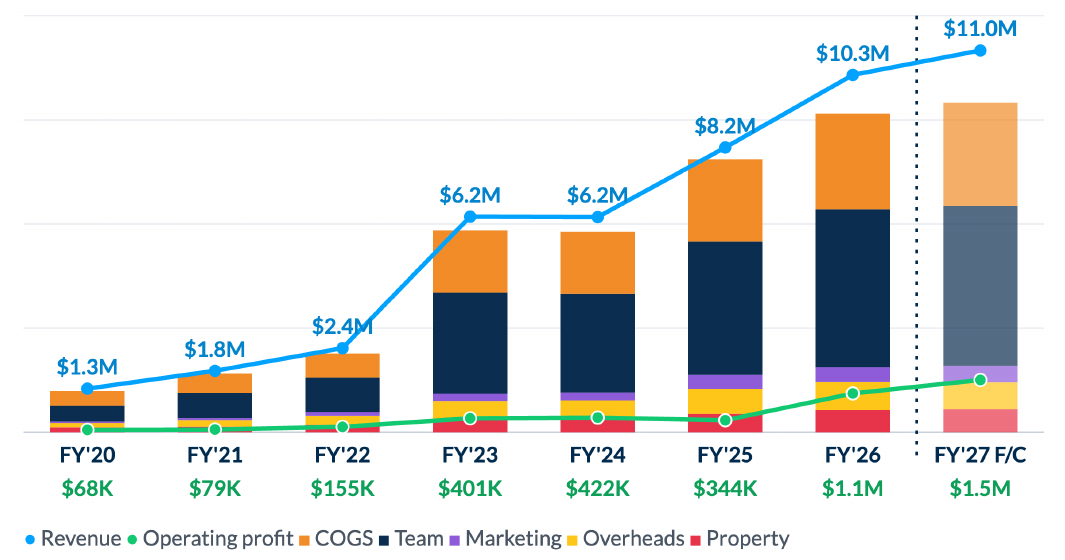 $11.0M
$10.3M
$8.2M
$6.2M $6.2M
$2.4M
$1.8M
$1.3M
FY'20 FY'21 FY'22 FY'23 FY'24 FY'25 FY'26 FY'27 F/C
$68K $79K $155K $401K $422K $344K $1.1M $1.5M
Revenue Operating profit COGS Team Marketing Overheads Property